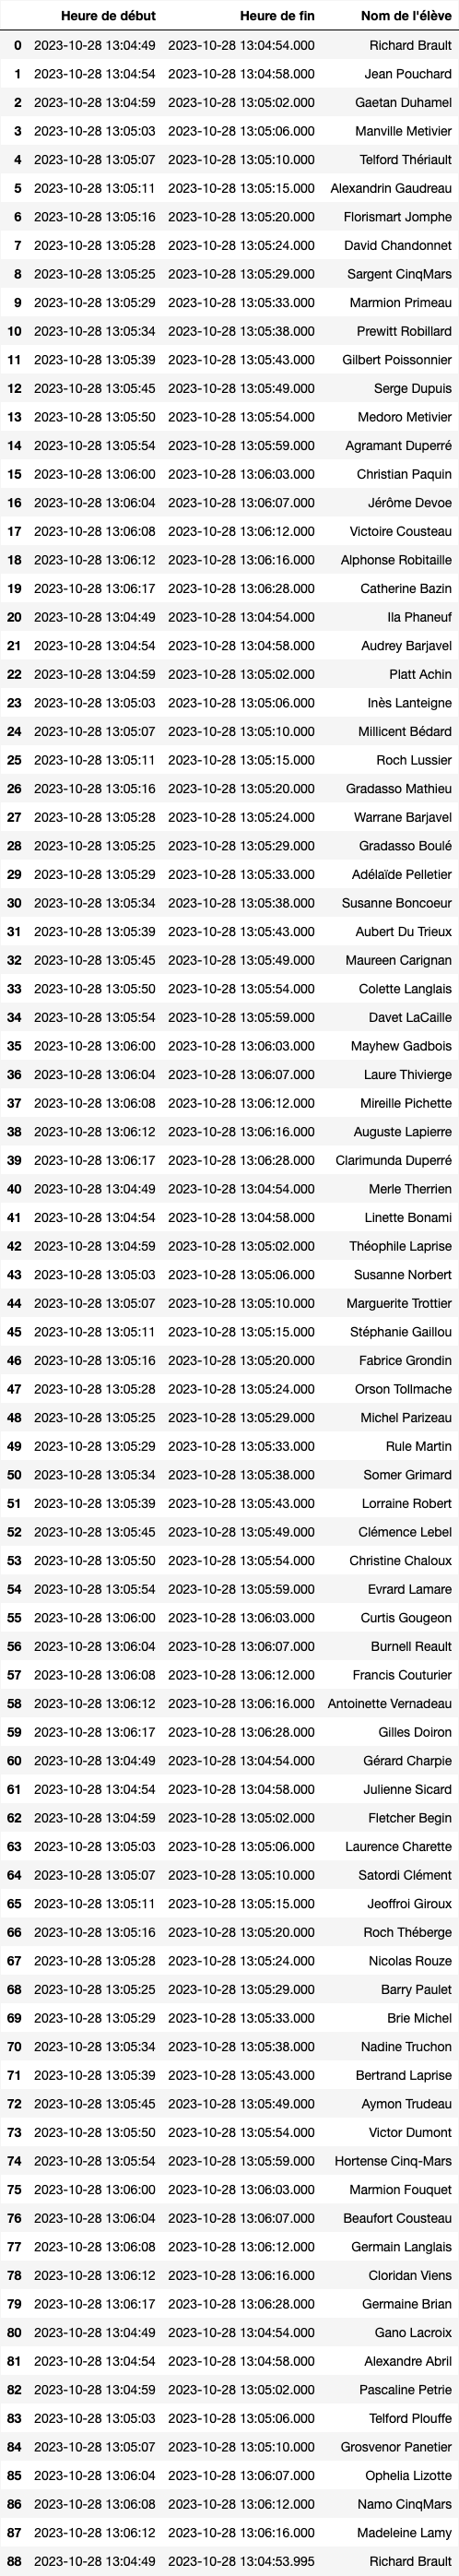 Heure de début Heure de fin Nom de l'élève
0 2023-10-28 13:04:49 2023-10-28 13:04:54.000 Richard Brault
1 2023-10-28 13:04:54 2023-10-28 13:04:58.000 Jean Pouchard
2 2023-10-28 13:04:59 2023-10-28 13:05:02.000 Gaetan Duhamel
3 2023-10-28 13:05:03 2023-10-28 13:05:06.000 Manville Metivier
4 2023-10-28 13:05:07 2023-10-28 13:05:10.000 Telford Thériault
5 2023-10-28 13:05:11 2023-10-28 13:05:15.000 Alexandrin Gaudreau
6 2023-10-28 13:05:16 2023-10-28 13:05:20.000 Florismart Jomphe
7 2023-10-28 13:05:28 2023-10-28 13:05:24.000 David Chandonnet
8 2023-10-28 13:05:25 2023-10-28 13:05:29.000 Sargent CinqMars
9 2023-10-28 13:05:29 2023-10-28 13:05:33.000 Marmion Primeau
10 2023-10-28 13:05:34 2023-10-28 13:05:38.000 Prewitt Robillard
11 2023-10-28 13:05:39 2023-10-28 13:05:43.000 Gilbert Poissonnier
12 2023-10-28 13:05:45 2023-10-28 13:05:49.000 Serge Dupuis
13 2023-10-28 13:05:50 2023-10-28 13:05:54.000 Medoro Metivier
14 2023-10-28 13:05:54 2023-10-28 13:05:59.000 Agramant Duperré
15 2023-10-28 13:06:00 2023-10-28 13:06:03.000 Christian Paquin
16 2023-10-28 13:06:04 2023-10-28 13:06:07.000 Jérôme Devoe
17 2023-10-28 13:06:08 2023-10-28 13:06:12.000 Victoire Cousteau
18 2023-10-28 13:06:12 2023-10-28 13:06:16.000 Alphonse Robitaille
19 2023-10-28 13:06:17 2023-10-28 13:06:28.000 Catherine Bazin
20 2023-10-28 13:04:49 2023-10-28 13:04:54.000 Ila Phaneuf
21 2023-10-28 13:04:54 2023-10-28 13:04:58.000 Audrey Barjavel
22 2023-10-28 13:04:59 2023-10-28 13:05:02.000 Platt Achin
23 2023-10-28 13:05:03 2023-10-28 13:05:06.000 Inès Lanteigne
24 2023-10-28 13:05:07 2023-10-28 13:05:10.000 Millicent Bédard
25 2023-10-28 13:05:11 2023-10-28 13:05:15.000 Roch Lussier
26 2023-10-28 13:05:16 2023-10-28 13:05:20.000 Gradasso Mathieu
27 2023-10-28 13:05:28 2023-10-28 13:05:24.000 Warrane Barjavel
28 2023-10-28 13:05:25 2023-10-28 13:05:29.000 Gradasso Boulé
29 2023-10-28 13:05:29 2023-10-28 13:05:33.000 Adélaïde Pelletier
30 2023-10-28 13:05:34 2023-10-28 13:05:38.000 Susanne Boncoeur
31 2023-10-28 13:05:39 2023-10-28 13:05:43.000 Aubert Du Trieux
32 2023-10-28 13:05:45 2023-10-28 13:05:49.000 Maureen Carignan
33 2023-10-28 13:05:50 2023-10-28 13:05:54.000 Colette Langlais
34 2023-10-28 13:05:54 2023-10-28 13:05:59.000 Davet LaCaille
35 2023-10-28 13:06:00 2023-10-28 13:06:03.000 Mayhew Gadbois
36 2023-10-28 13:06:04 2023-10-28 13:06:07.000 Laure Thivierge
37 2023-10-28 13:06:08 2023-10-28 13:06:12.000 Mireille Pichette
38 2023-10-28 13:06:12 2023-10-28 13:06:16.000 Auguste Lapierre
39 2023-10-28 13:06:17 2023-10-28 13:06:28.000 Clarimunda Duperré
40 2023-10-28 13:04:49 2023-10-28 13:04:54.000 Merle Therrien
41 2023-10-28 13:04:54 2023-10-28 13:04:58.000 Linette Bonami
42 2023-10-28 13:04:59 2023-10-28 13:05:02.000 Théophile Laprise
43 2023-10-28 13:05:03 2023-10-28 13:05:06.000 Susanne Norbert
44 2023-10-28 13:05:07 2023-10-28 13:05:10.000 Marguerite Trottier
45 2023-10-28 13:05:11 2023-10-28 13:05:15.000 Stéphanie Gaillou
46 2023-10-28 13:05:16 2023-10-28 13:05:20.000 Fabrice Grondin
47 2023-10-28 13:05:28 2023-10-28 13:05:24.000 Orson Tollmache
48 2023-10-28 13:05:25 2023-10-28 13:05:29.000 Michel Parizeau
49 2023-10-28 13:05:29 2023-10-28 13:05:33.000 Rule Martin
50 2023-10-28 13:05:34 2023-10-28 13:05:38.000 Somer Grimard
51 2023-10-28 13:05:39 2023-10-28 13:05:43.000 Lorraine Robert
52 2023-10-28 13:05:45 2023-10-28 13:05:49.000 Clémence Lebel
53 2023-10-28 13:05:50 2023-10-28 13:05:54.000 Christine Chaloux
54 2023-10-28 13:05:54 2023-10-28 13:05:59.000 Evrard Lamare
55 2023-10-28 13:06:00 2023-10-28 13:06:03.000 Curtis Gougeon
56 2023-10-28 13:06:04 2023-10-28 13:06:07.000 Burnell Reault
57 2023-10-28 13:06:08 2023-10-28 13:06:12.000 Francis Couturier
58 2023-10-28 13:06:12 2023-10-28 13:06:16.000 Antoinette Vernadeau
59 2023-10-28 13:06:17 2023-10-28 13:06:28.000 Gilles Doiron
60 2023-10-28 13:04:49 2023-10-28 13:04:54.000 Gérard Charpie
61 2023-10-28 13:04:54 2023-10-28 13:04:58.000 Julienne Sicard
62 2023-10-28 13:04:59 2023-10-28 13:05:02.000 Fletcher Begin
63 2023-10-28 13:05:03 2023-10-28 13:05:06.000 Laurence Charette
64 2023-10-28 13:05:07 2023-10-28 13:05:10.000 Satordi Clément
65 2023-10-28 13:05:11 2023-10-28 13:05:15.000 Jeoffroi Giroux
66 2023-10-28 13:05:16 2023-10-28 13:05:20.000 Roch Théberge
67 2023-10-28 13:05:28 2023-10-28 13:05:24.000 Nicolas Rouze
68 2023-10-28 13:05:25 2023-10-28 13:05:29.000 Barry Paulet
69 2023-10-28 13:05:29 2023-10-28 13:05:33.000 Brie Michel
70 2023-10-28 13:05:34 2023-10-28 13:05:38.000 Nadine Truchon
71 2023-10-28 13:05:39 2023-10-28 13:05:43.000 Bertrand Laprise
72 2023-10-28 13:05:45 2023-10-28 13:05:49.000 Aymon Trudeau
73 2023-10-28 13:05:50 2023-10-28 13:05:54.000 Victor Dumont
74 2023-10-28 13:05:54 2023-10-28 13:05:59.000 Hortense Cinq-Mars
75 2023-10-28 13:06:00 2023-10-28 13:06:03.000 Marmion Fouquet
76 2023-10-28 13:06:04 2023-10-28 13:06:07.000 Beaufort Cousteau
77 2023-10-28 13:06:08 2023-10-28 13:06:12.000 Germain Langlais
78 2023-10-28 13:06:12 2023-10-28 13:06:16.000 Cloridan Viens
79 2023-10-28 13:06:17 2023-10-28 13:06:28.000 Germaine Brian
80 2023-10-28 13:04:49 2023-10-28 13:04:54.000 Gano Lacroix
81 2023-10-28 13:04:54 2023-10-28 13:04:58.000 Alexandre Abril
82 2023-10-28 13:04:59 2023-10-28 13:05:02.000 Pascaline Petrie
83 2023-10-28 13:05:03 2023-10-28 13:05:06.000 Telford Plouffe
84 2023-10-28 13:05:07 2023-10-28 13:05:10.000 Grosvenor Panetier
85 2023-10-28 13:06:04 2023-10-28 13:06:07.000 Ophelia Lizotte
86 2023-10-28 13:06:08 2023-10-28 13:06:12.000 Namo CinqMars
87 2023-10-28 13:06:12 2023-10-28 13:06:16.000 Madeleine Lamy
88 2023-10-28 13:04:49 2023-10-28 13:04:53.995 Richard Brault